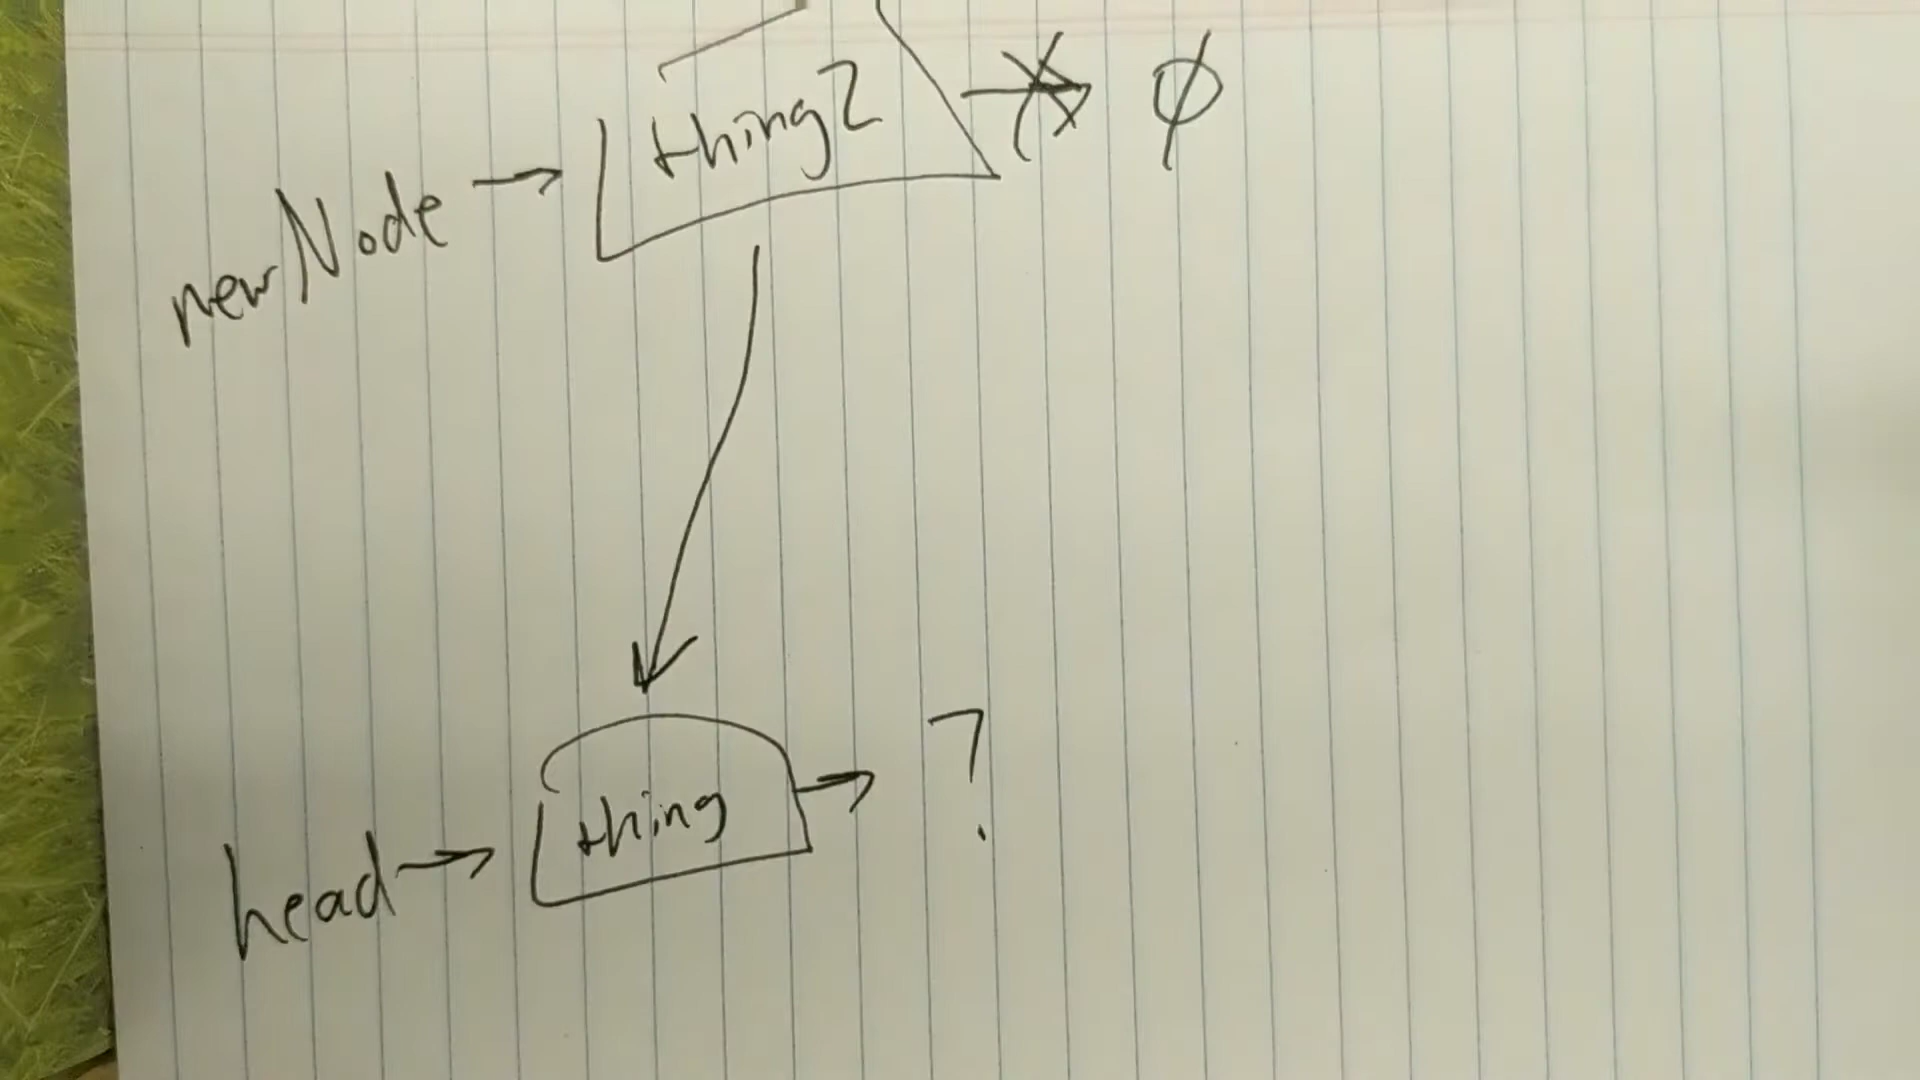 newNode → thing2 → ∅
head → thing → ?